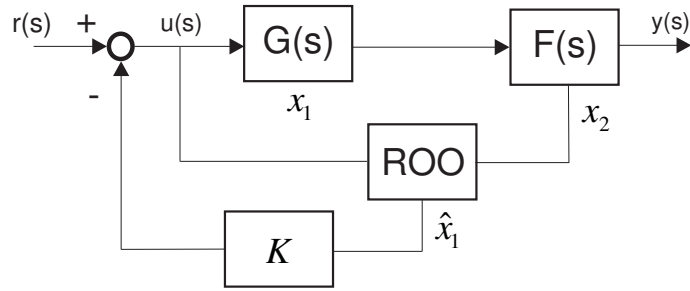 r(s)
+
u(s)
G(s)
F(s)
y(s)
-
x₁
x₂
ROO
K
x̂₁